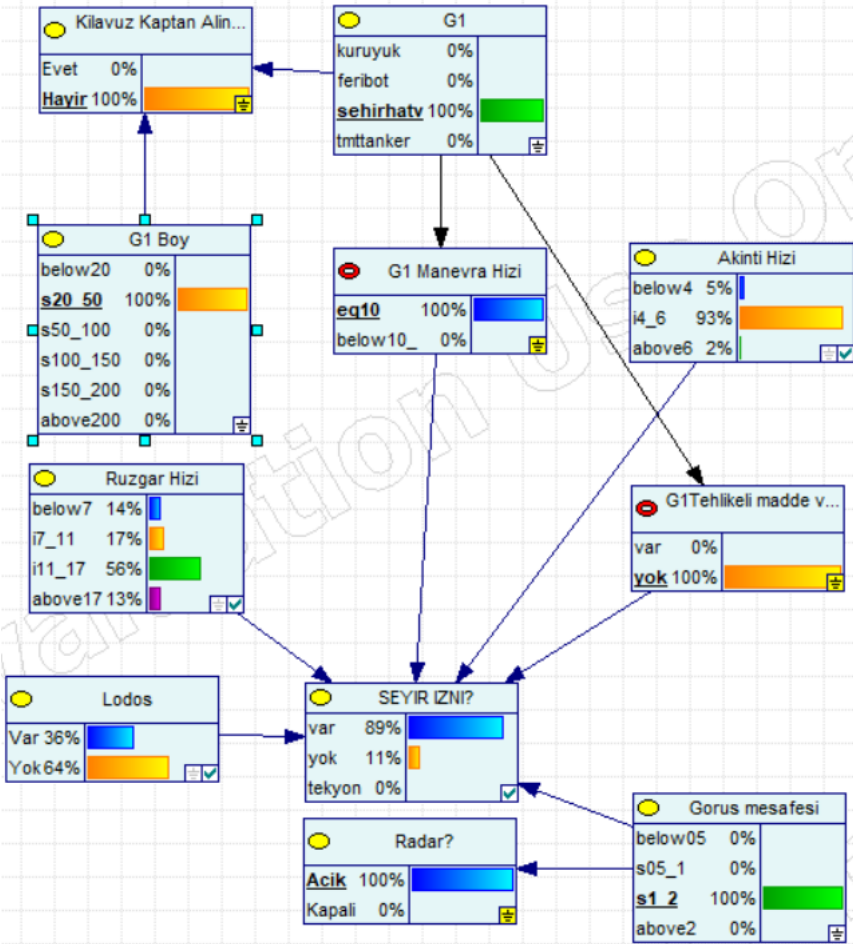 Kilavuz Kaptan Alin...
Evet 0%
Hayir 100%
G1
kuruyuk 0%
feribot 0%
sehirhatv 100%
tmttanker 0%
G1 Boy
below20 0%
s20_50 100%
s50_100 0%
s100_150 0%
s150_200 0%
above200 0%
G1 Manevra Hizi
eq10 100%
below10_ 0%
Akinti Hizi
below4 5%
i4_6 93%
above6 2%
Ruzgar Hizi
below7 14%
i7_11 17%
i11_17 56%
above17 13%
G1Tehlikeli madde v...
var 0%
yok 100%
Lodos
Var 36%
Yok 64%
SEYIR IZNI?
var 89%
yok 11%
tekyon 0%
Radar?
Acik 100%
Kapali 0%
Gorus mesafesi
below05 0%
s05_1 0%
s1_2 100%
above2 0%